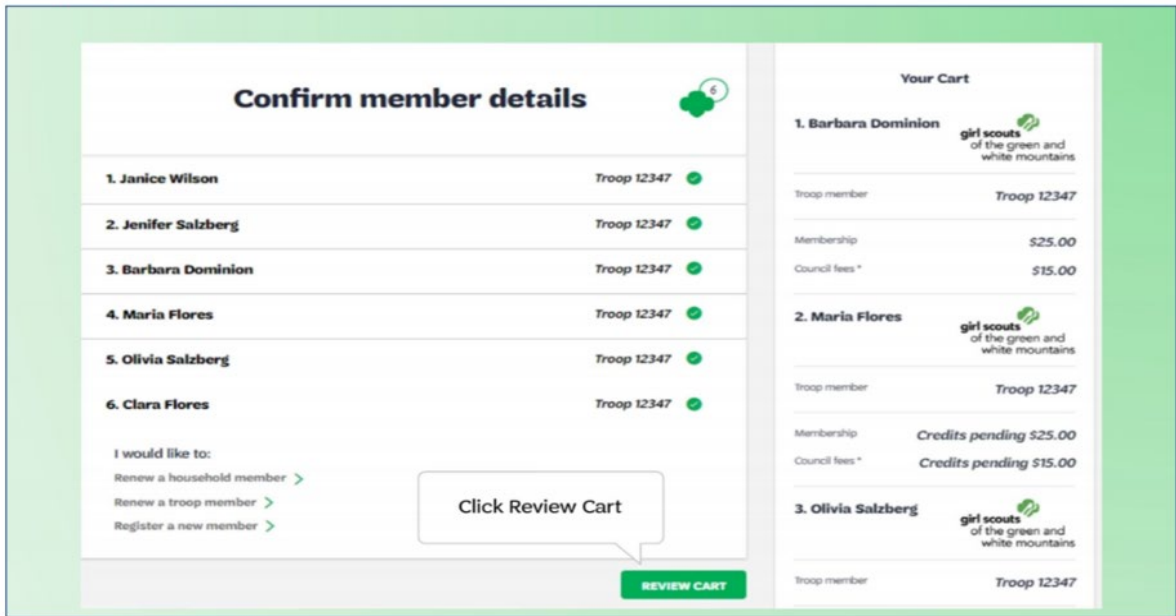 Confirm member details
6
1. Janice Wilson Troop 12347
2. Jenifer Salzberg Troop 12347
3. Barbara Dominion Troop 12347
4. Maria Flores Troop 12347
5. Olivia Salzberg Troop 12347
6. Clara Flores Troop 12347
I would like to:
Renew a household member >
Renew a troop member >
Register a new member >
Click Review Cart
REVIEW CART
Your Cart
1. Barbara Dominion
girl scouts
of the green and
white mountains
Troop member Troop 12347
Membership $25.00
Council fees * $15.00
2. Maria Flores
girl scouts
of the green and
white mountains
Troop member Troop 12347
Membership Credits pending $25.00
Council fees * Credits pending $15.00
3. Olivia Salzberg
girl scouts
of the green and
white mountains
Troop member Troop 12347